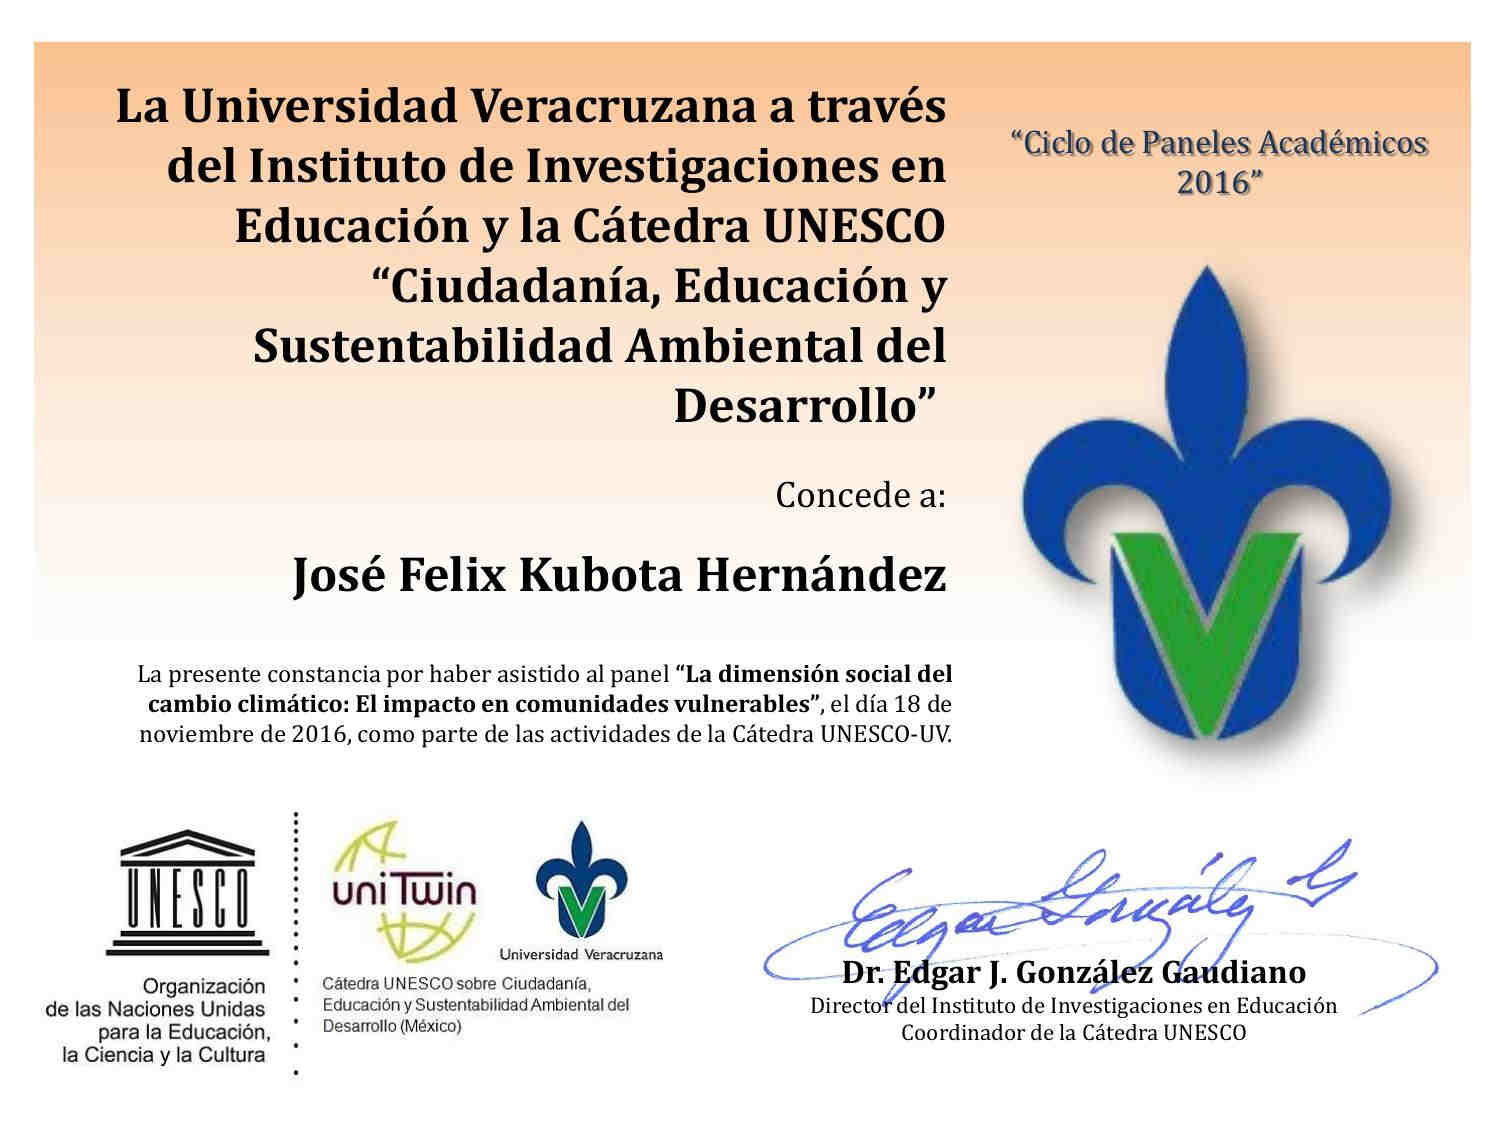 La Universidad Veracruzana a través
del Instituto de Investigaciones en
Educación y la Cátedra UNESCO
“Ciudadanía, Educación y
Sustentabilidad Ambiental del
Desarrollo”
“Ciclo de Paneles Académicos
2016”
Concede a:
José Felix Kubota Hernández
La presente constancia por haber asistido al panel “La dimensión social del
cambio climático: El impacto en comunidades vulnerables”, el día 18 de
noviembre de 2016, como parte de las actividades de la Cátedra UNESCO-UV.
UNESCO
Organización
de las Naciones Unidas
para la Educación,
la Ciencia y la Cultura
uniTwin
Universidad Veracruzana
Cátedra UNESCO sobre Ciudadanía,
Educación y Sustentabilidad Ambiental del
Desarrollo (México)
Edgar González G
Dr. Edgar J. González Gaudiano
Director del Instituto de Investigaciones en Educación
Coordinador de la Cátedra UNESCO